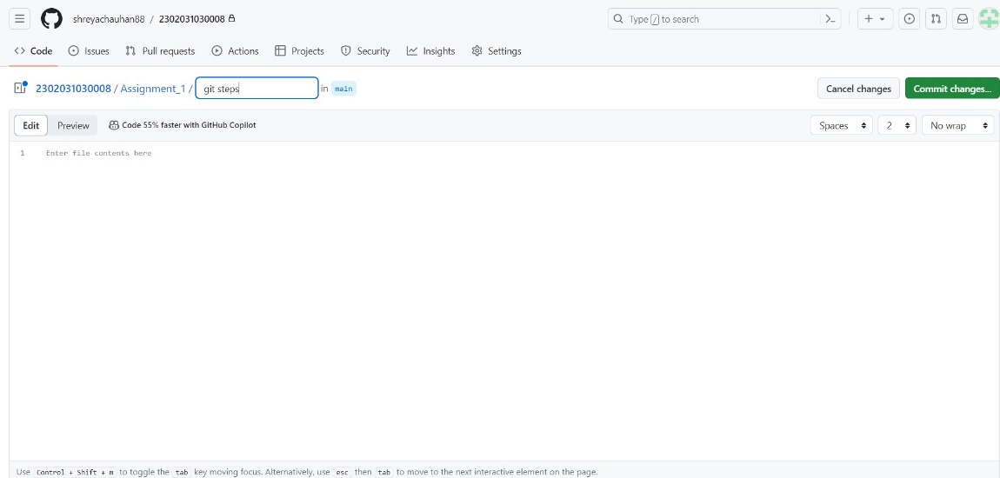 shreyachauhan88 / 2302031030008
Type / to search
Code Issues Pull requests Actions Projects Security Insights Settings
2302031030008 / Assignment_1 / git steps in main
Cancel changes Commit changes...
Edit Preview Code 55% faster with GitHub Copilot
Spaces 2 No wrap
1 Enter file contents here
Use Control + Shift + m to toggle the tab key moving focus. Alternatively, use esc then tab to move to the next interactive element on the page.